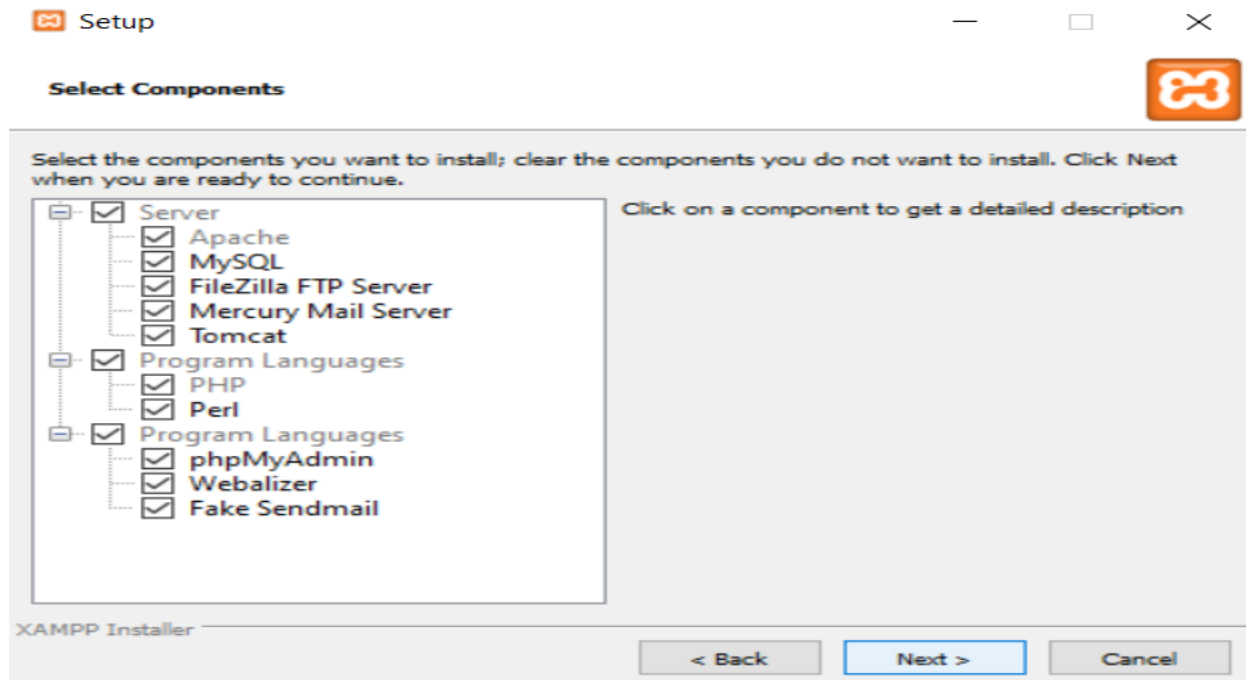 Setup
Select Components
Select the components you want to install; clear the components you do not want to install. Click Next
when you are ready to continue.
Server
Apache
MySQL
FileZilla FTP Server
Mercury Mail Server
Tomcat
Program Languages
PHP
Perl
Program Languages
phpMyAdmin
Webalizer
Fake Sendmail
Click on a component to get a detailed description
XAMPP Installer
< Back
Next >
Cancel